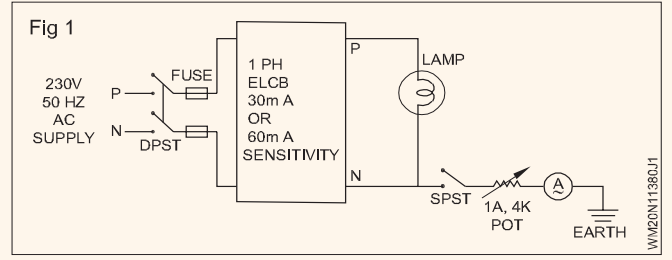 Fig 1
230V
50 HZ
AC
SUPPLY
P
N
DPST
FUSE
1 PH
ELCB
30m A
OR
60m A
SENSITIVITY
P
N
LAMP
SPST
1A, 4K
POT
A
~
EARTH
WM20N11380J1